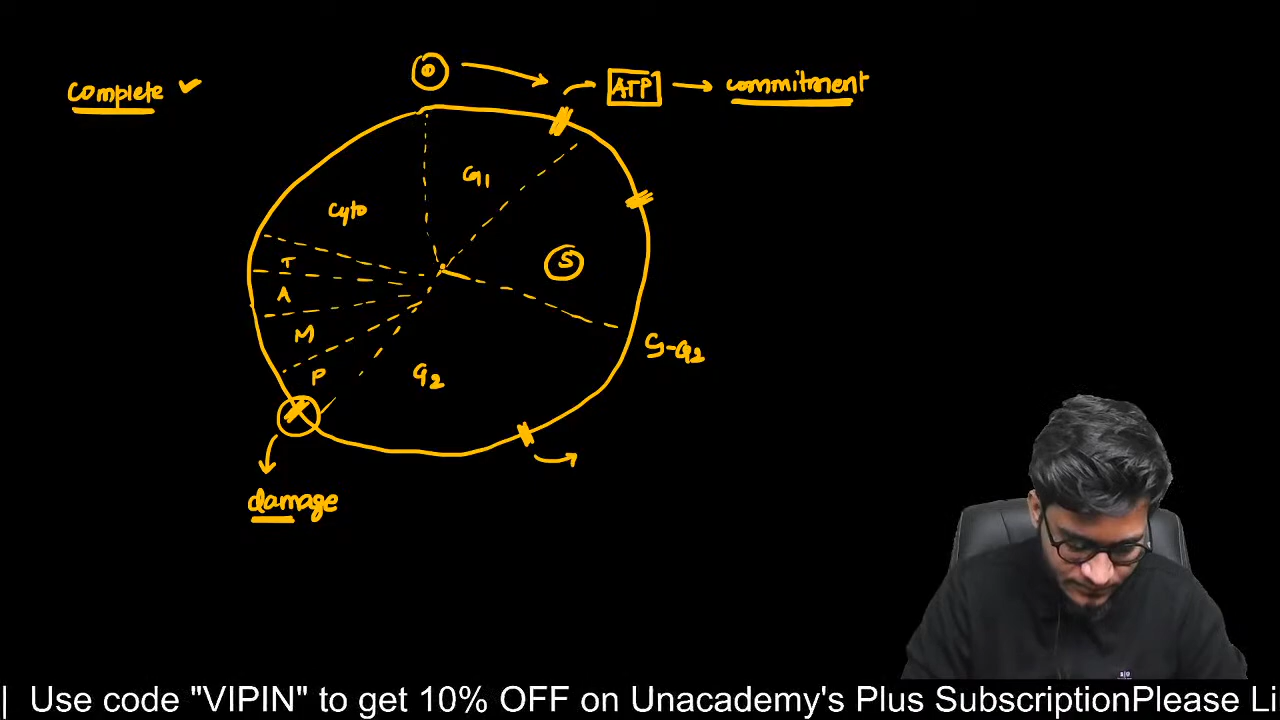 Complete
O
ATP
commitment
G1
Cyto
S
T
A
M
S-G2
P
G2
damage
| Use code "VIPIN" to get 10% OFF on Unacademy's Plus SubscriptionPlease Li